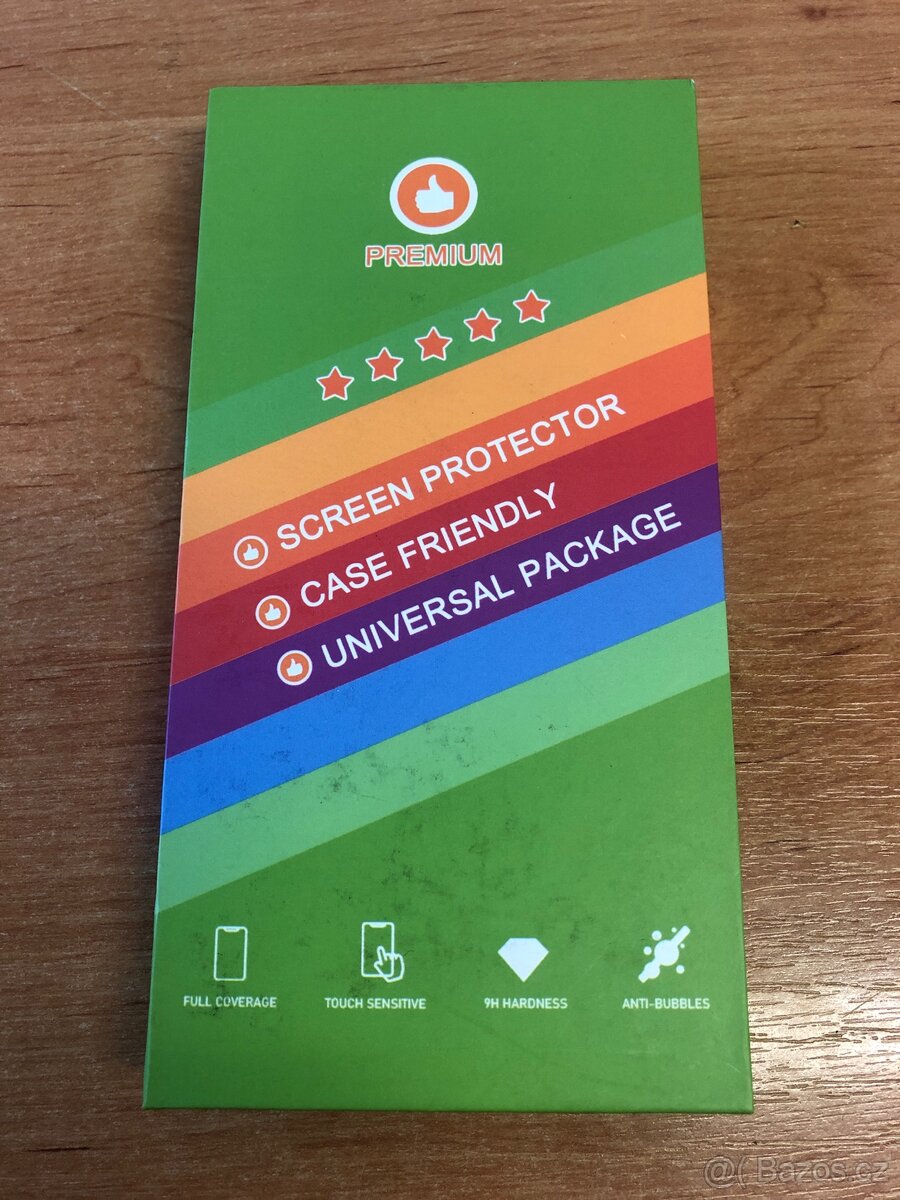 PREMIUM
SCREEN PROTECTOR
CASE FRIENDLY
UNIVERSAL PACKAGE
FULL COVERAGE
TOUCH SENSITIVE
9H HARDNESS
ANTI-BUBBLES
@( Bazos.cz